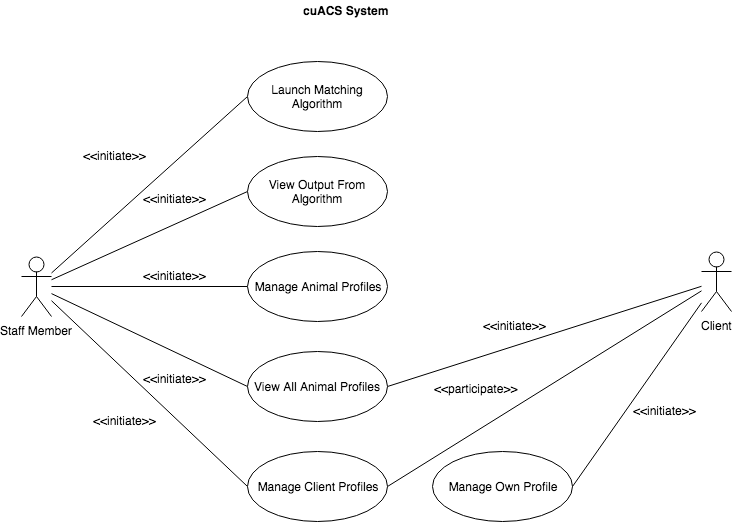 cuACS System
Launch Matching
Algorithm
<<initiate>>
View Output From
Algorithm
<<initiate>>
Manage Animal Profiles
<<initiate>>
Staff Member
Client
<<initiate>>
View All Animal Profiles
<<initiate>>
<<participate>>
<<initiate>>
<<initiate>>
Manage Client Profiles
Manage Own Profile